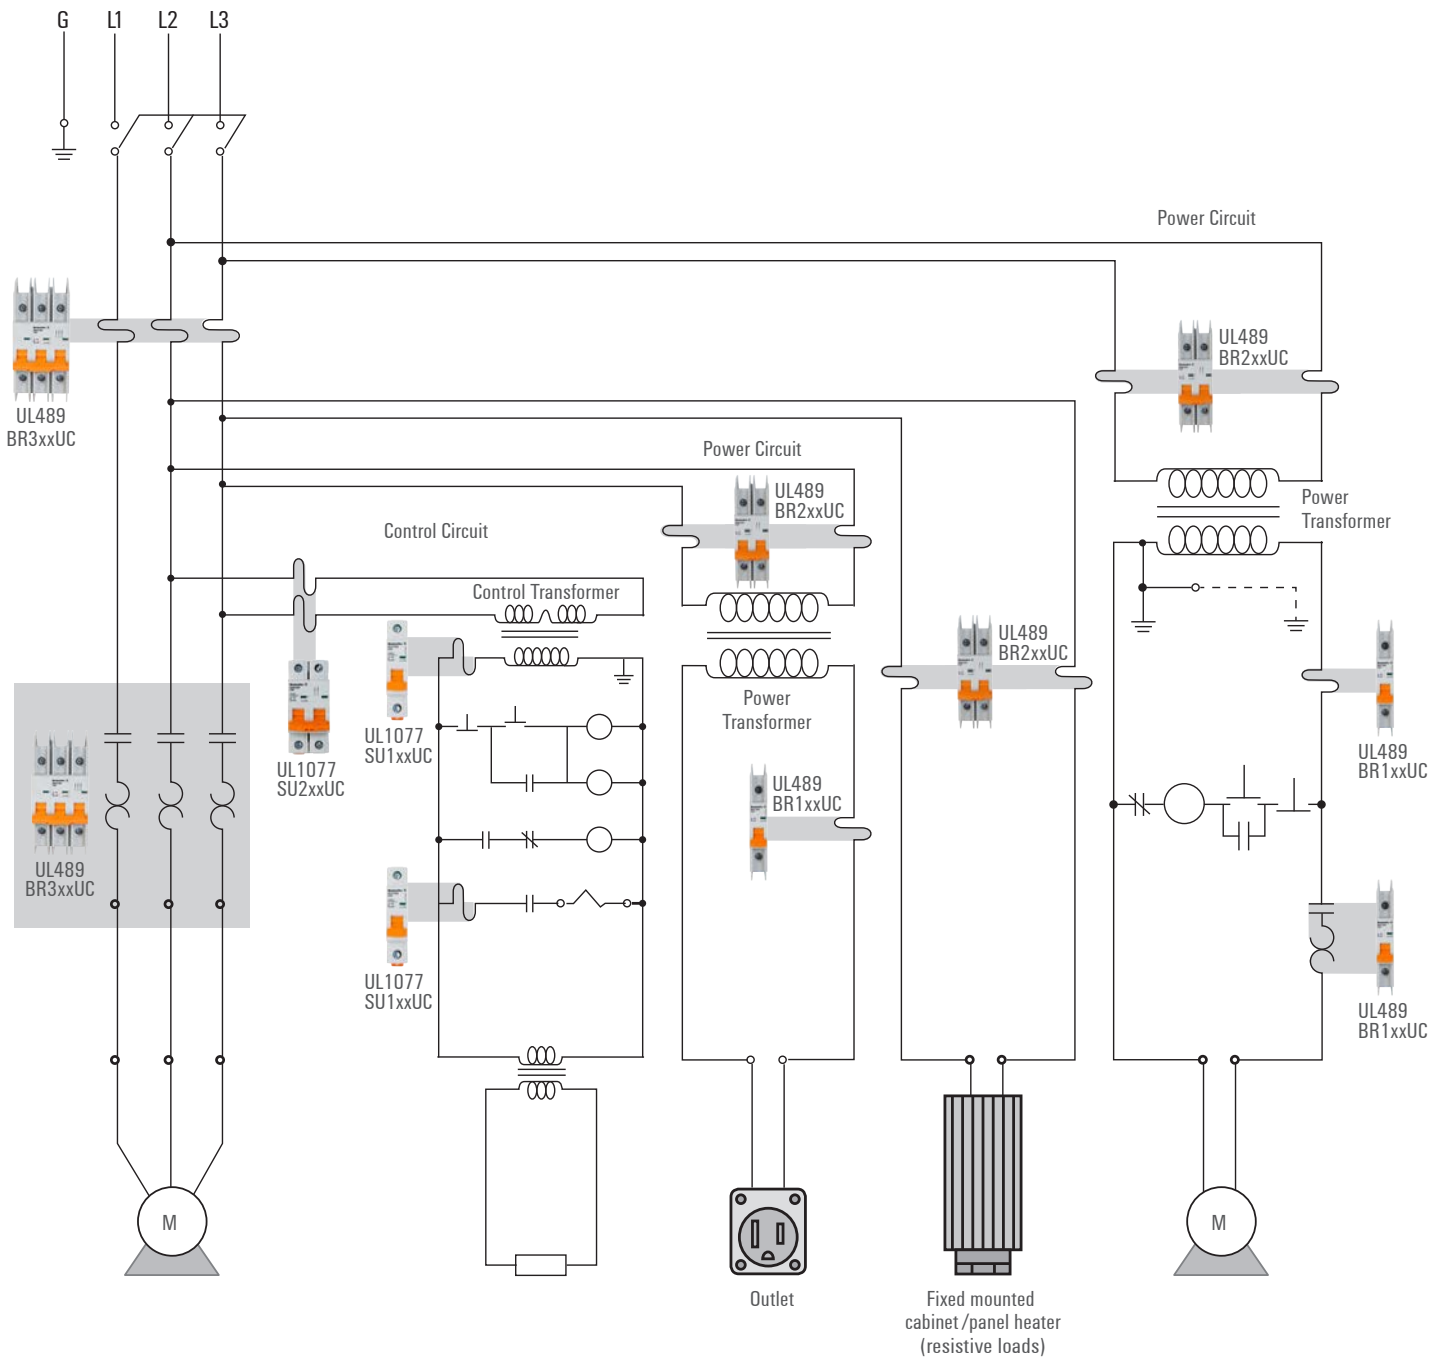 G L1 L2 L3
Power Circuit
UL489
BR2xxUC
UL489
BR3xxUC
Power Circuit
UL489
BR2xxUC
Power
Transformer
Control Circuit
Control Transformer
UL489
BR2xxUC
Power
Transformer
UL1077
SU1xxUC
UL1077
SU2xxUC
UL489
BR1xxUC
UL489
BR1xxUC
UL489
BR3xxUC
UL1077
SU1xxUC
UL489
BR1xxUC
M
M
Outlet
Fixed mounted
cabinet/panel heater
(resistive loads)